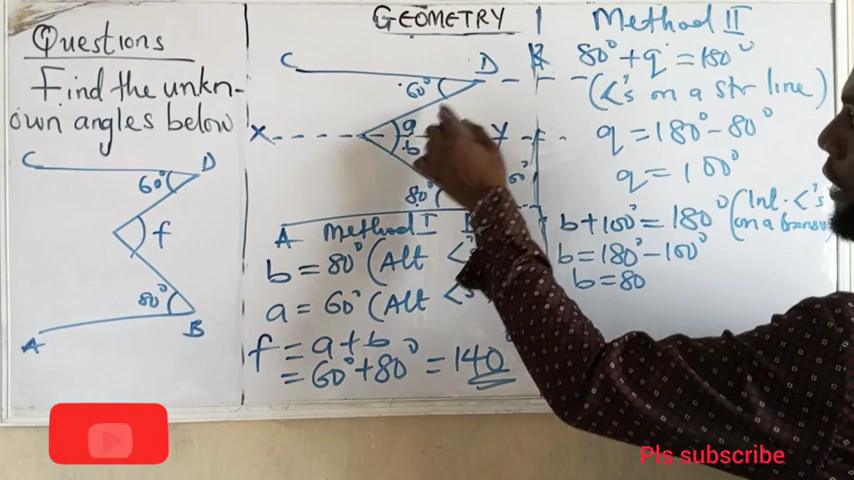 Questions
Find the unkn-
own angles below
C
D
60°
f
80°
B
A
GEOMETRY
C
D
60°
X
a
b
Y
80°
A
Method I
b = 80° (Alt <'s
a = 60° (Alt <'s
f = a + b
= 60° + 80° = 140°
Method II
80° + q = 180°
(<'s on a str line)
q = 180° - 80°
q = 100°
b + 100° = 180° (Int. <'s
on a
b = 180° - 100°
b = 80
Pls subscribe